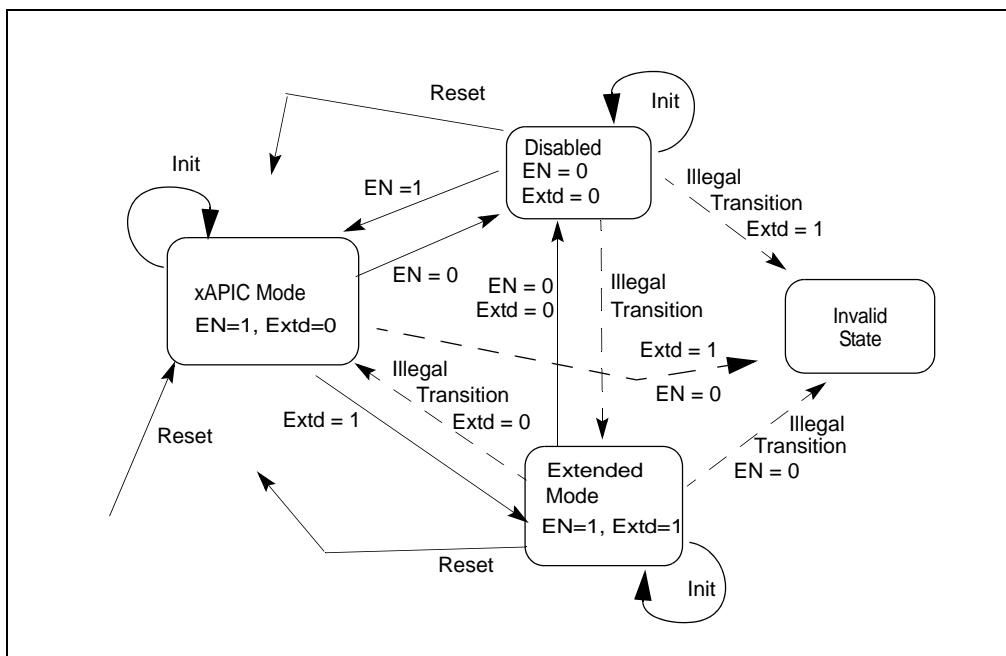 Reset
Init
Disabled
EN = 0
Extd = 0
Init
EN =1
Illegal
Transition
Extd = 1
xAPIC Mode
EN=1, Extd=0
EN = 0
EN = 0
Extd = 0
Illegal
Transition
Invalid
State
Extd = 1
EN = 0
Illegal
Transition
Extd = 0
Extd = 1
Reset
Illegal
Transition
EN = 0
Extended
Mode
EN=1, Extd=1
Reset
Init